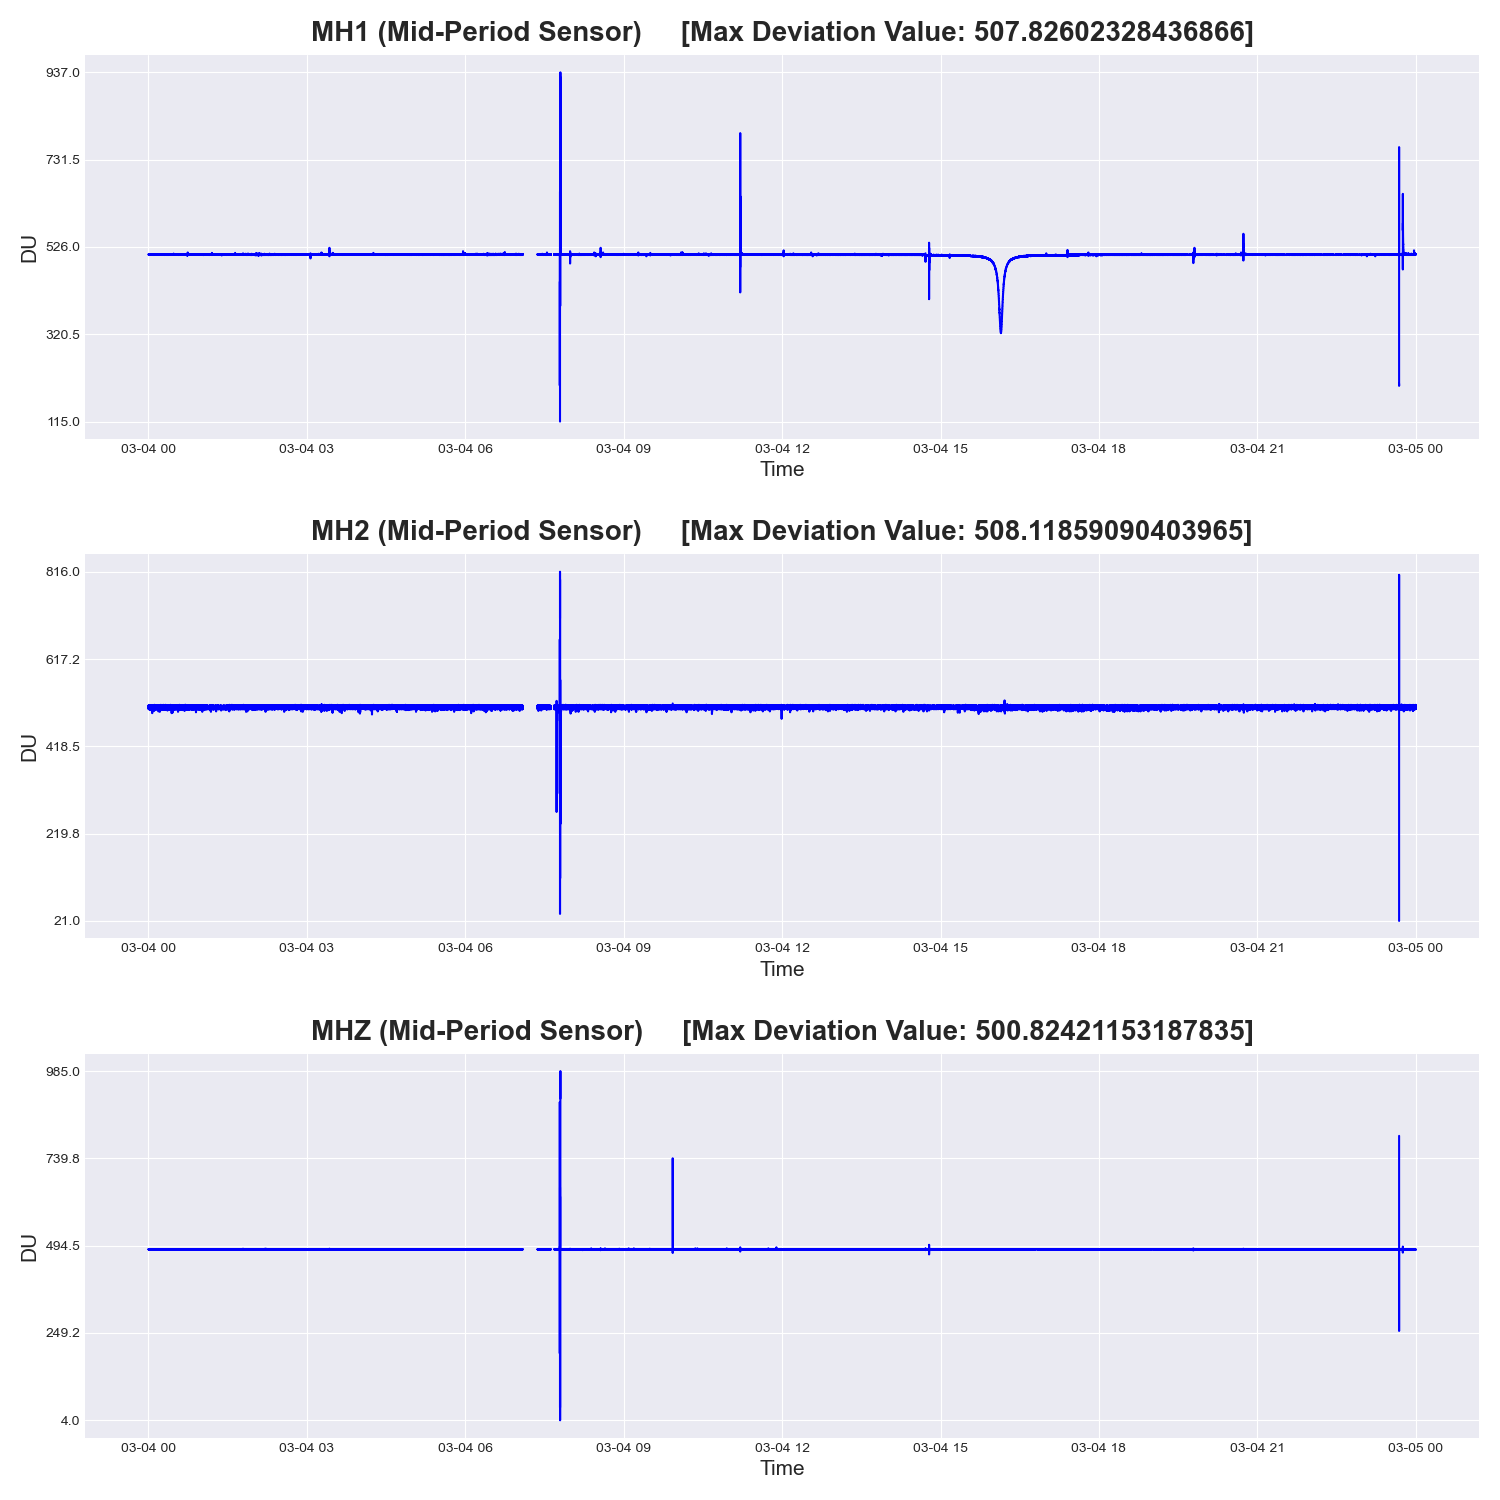 MH1 (Mid-Period Sensor) [Max Deviation Value: 507.82602328436866]
937.0
731.5
526.0
320.5
115.0
DU
03-04 00 03-04 03 03-04 06 03-04 09 03-04 12 03-04 15 03-04 18 03-04 21 03-05 00
Time
MH2 (Mid-Period Sensor) [Max Deviation Value: 508.11859090403965]
816.0
617.2
418.5
219.8
21.0
DU
03-04 00 03-04 03 03-04 06 03-04 09 03-04 12 03-04 15 03-04 18 03-04 21 03-05 00
Time
MHZ (Mid-Period Sensor) [Max Deviation Value: 500.82421153187835]
985.0
739.8
494.5
249.2
4.0
DU
03-04 00 03-04 03 03-04 06 03-04 09 03-04 12 03-04 15 03-04 18 03-04 21 03-05 00
Time